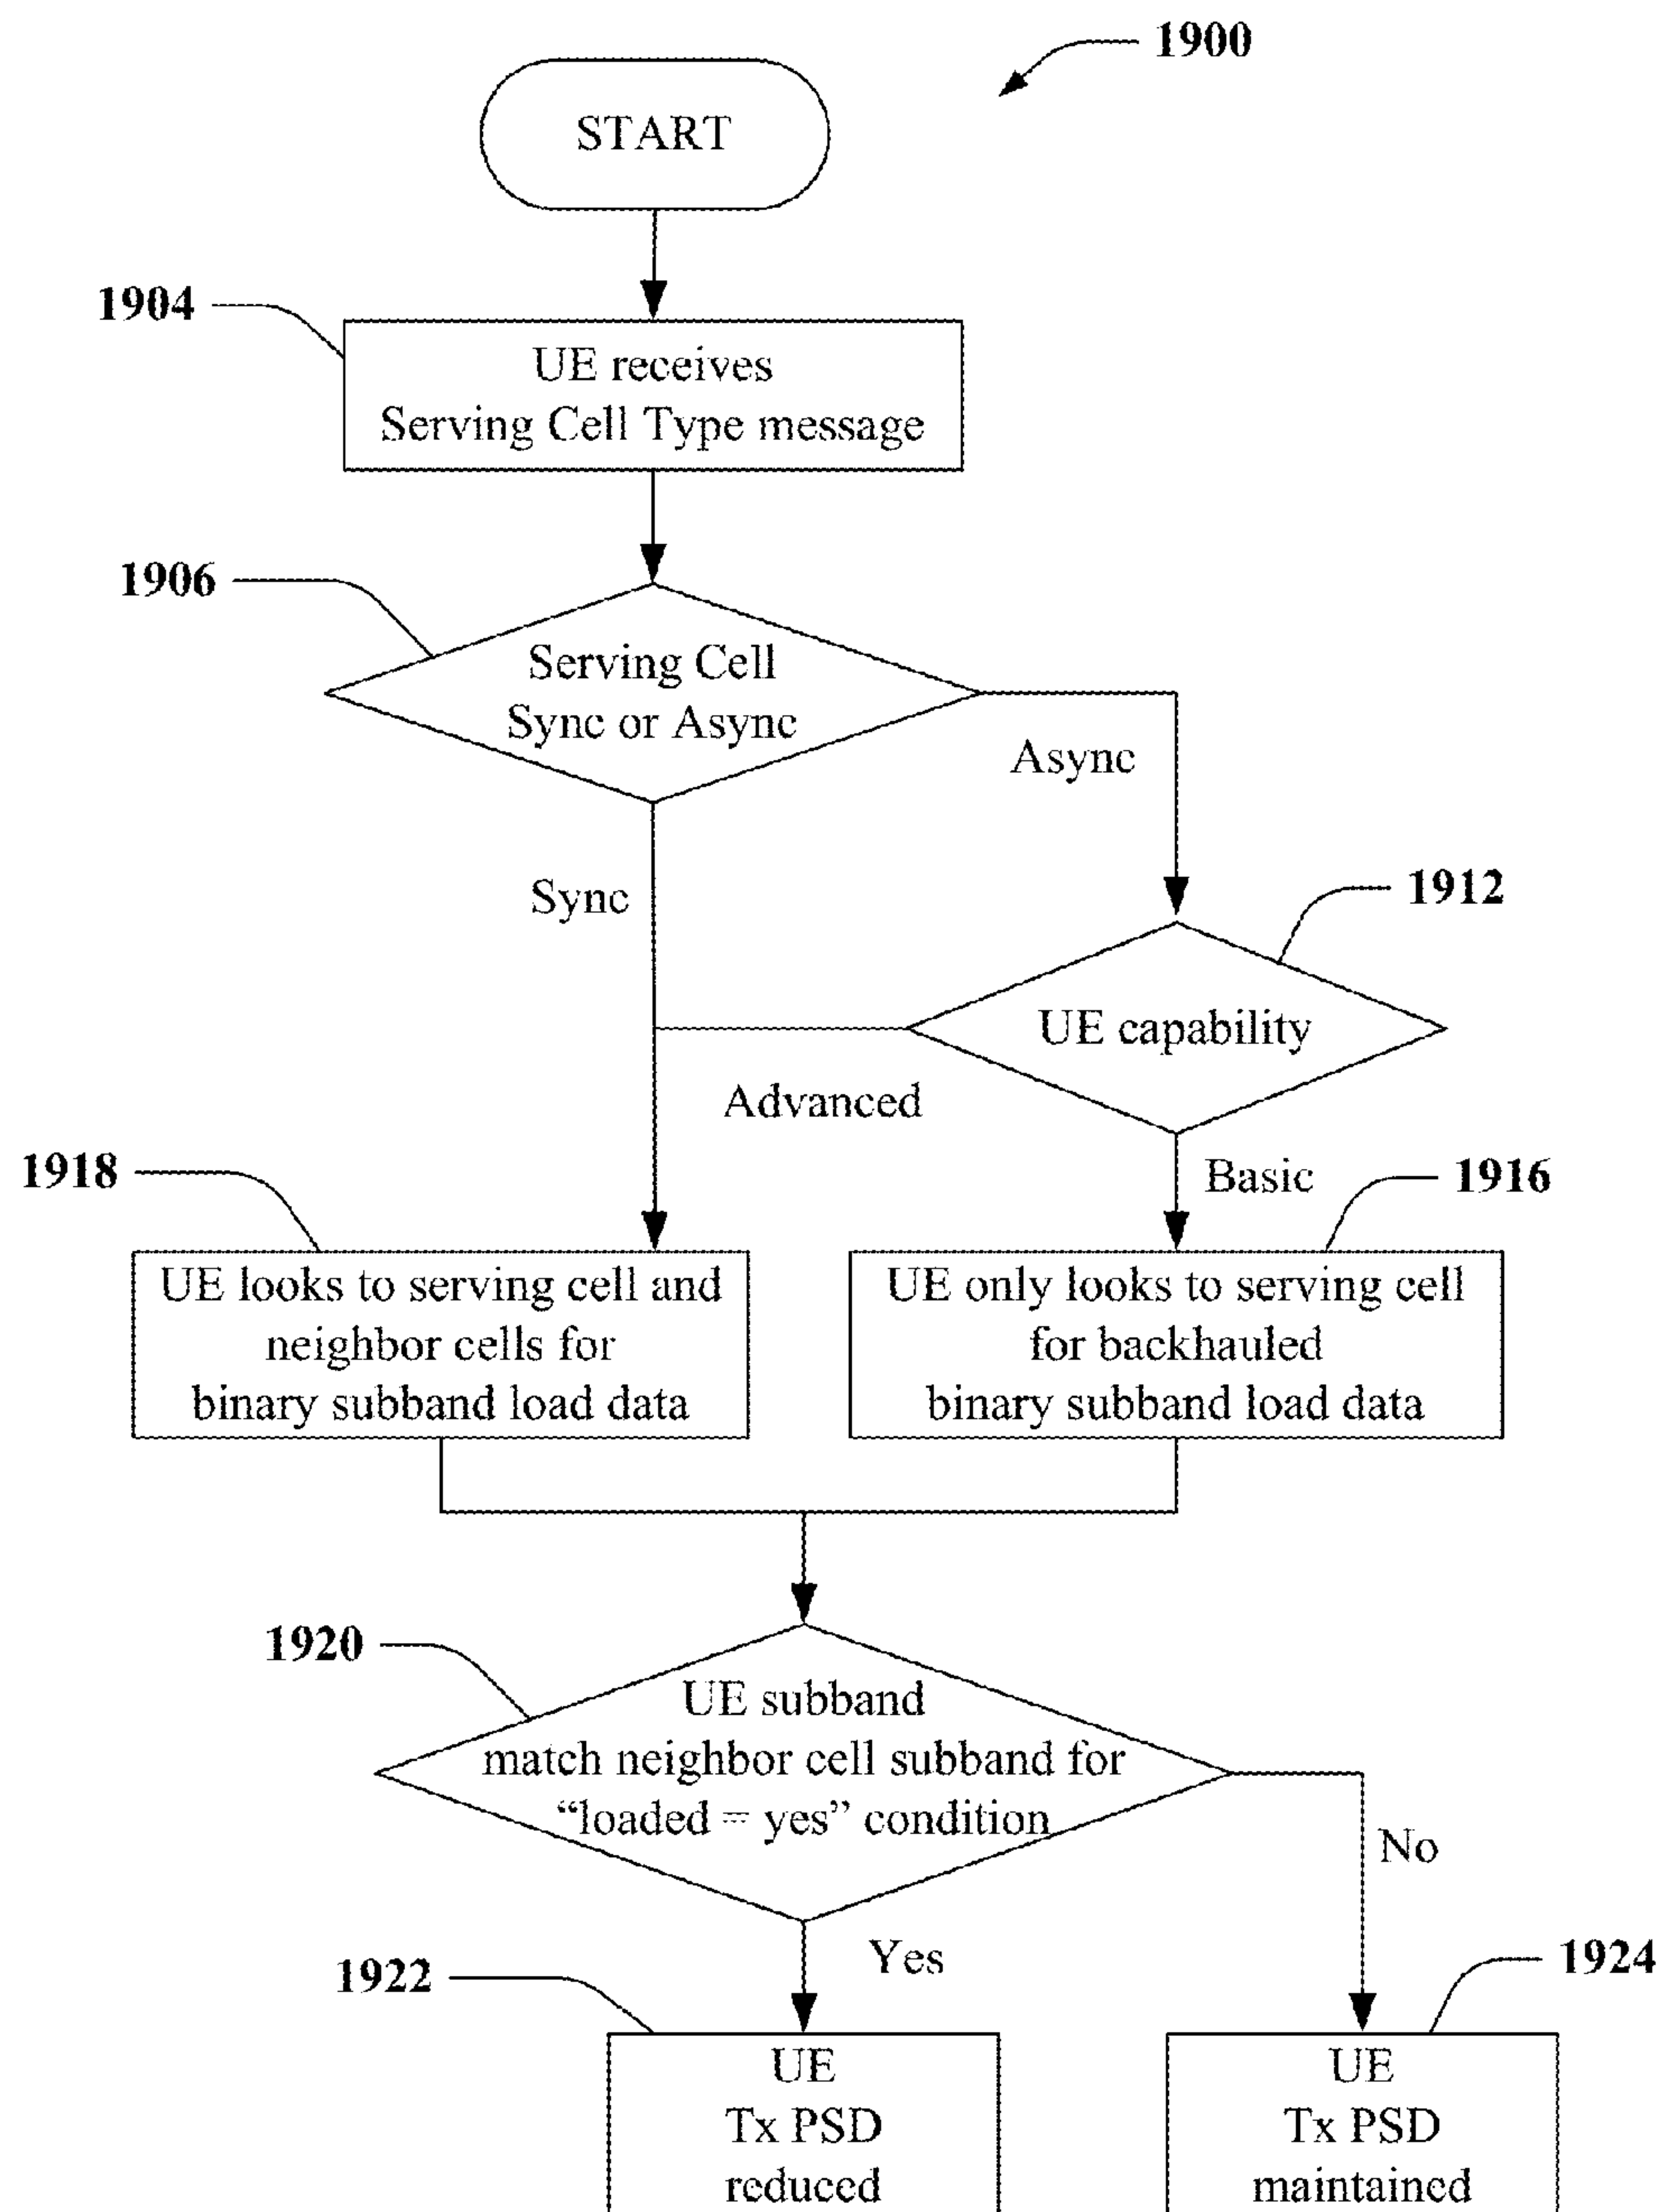 1900
START
1904
UE receives
Serving Cell Type message
1906
Serving Cell
Sync or Async
Async
Sync
1912
UE capability
Advanced
Basic
1918
1916
UE looks to serving cell and
neighbor cells for
binary subband load data
UE only looks to serving cell
for backhauled
binary subband load data
1920
UE subband
match neighbor cell subband for
“loaded = yes” condition
No
Yes
1922
1924
UE
Tx PSD
reduced
UE
Tx PSD
maintained